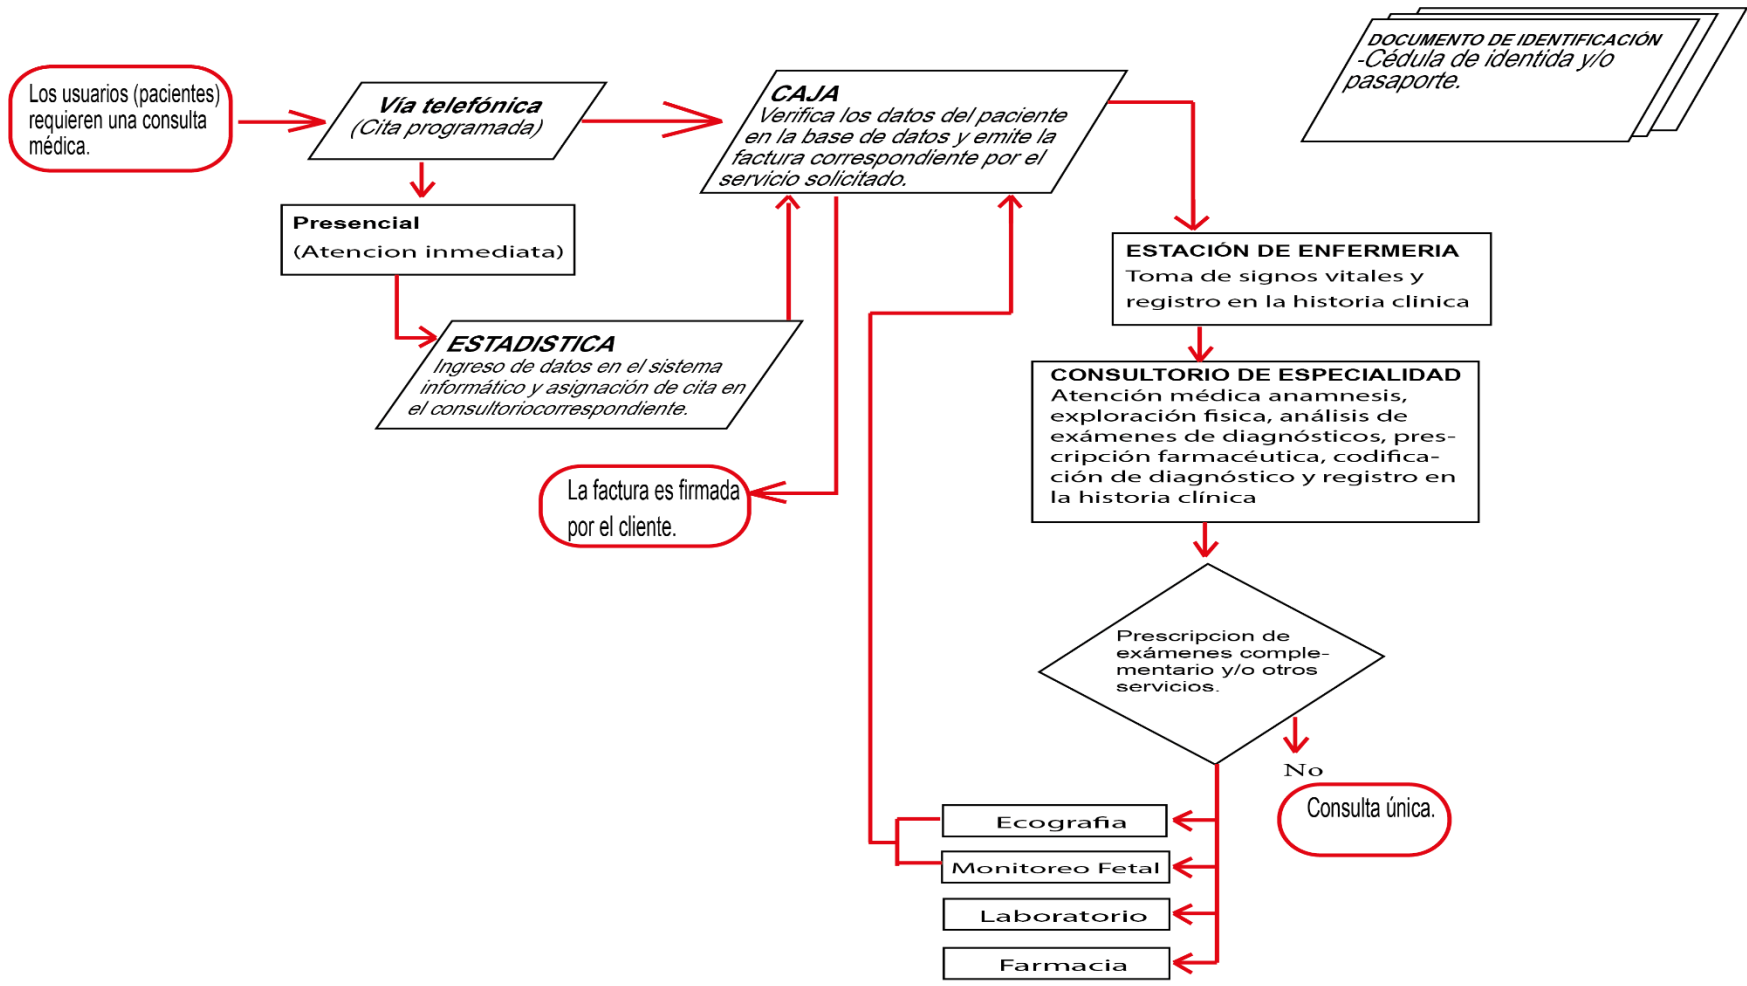 Los usuarios (pacientes)
requieren una consulta
médica.
Vía telefónica
(Cita programada)
CAJA
Verifica los datos del paciente
en la base de datos y emite la
factura correspondiente por el
servicio solicitado.
DOCUMENTO DE IDENTIFICACIÓN
-Cédula de identida y/o
pasaporte.
Presencial
(Atencion inmediata)
ESTADISTICA
Ingreso de datos en el sistema
informático y asignación de cita en
el consultoriocorrespondiente.
La factura es firmada
por el cliente.
ESTACIÓN DE ENFERMERIA
Toma de signos vitales y
registro en la historia clinica
CONSULTORIO DE ESPECIALIDAD
Atención médica anamnesis,
exploración fisica, análisis de
exámenes de diagnósticos, pres-
cripción farmacéutica, codifica-
ción de diagnóstico y registro en
la historia clínica
Prescripcion de
exámenes comple-
mentario y/o otros
servicios.
No
Consulta única.
Ecografia
Monitoreo Fetal
Laboratorio
Farmacia